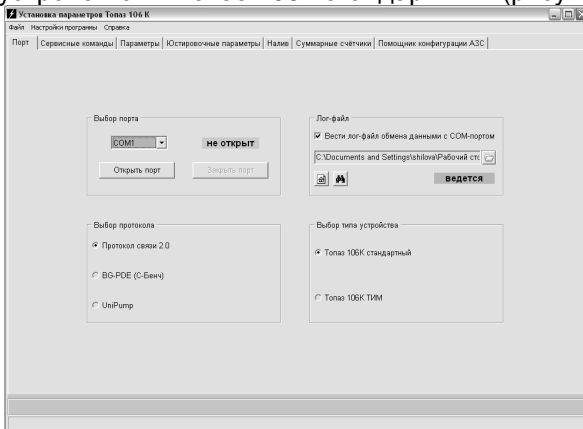 Установка параметров Топаз 106 К
Файл Настройки программы Справка
Порт Сервисные команды Параметры Юстировочные параметры Налив Суммарные счётчики Помощник конфигурации АЗС
Выбор порта
COM1 не открыт
Открыть порт Закрыть порт
Лог-файл
Вести лог-файл обмена данными с COM-портом
C:\Documents and Settings\shilova\Рабочий сто
ведется
Выбор протокола
Протокол связи 2.0
BG-PDE (С-Бенч)
UniPump
Выбор типа устройства
Топаз 106К стандартный
Топаз 106К ТИМ